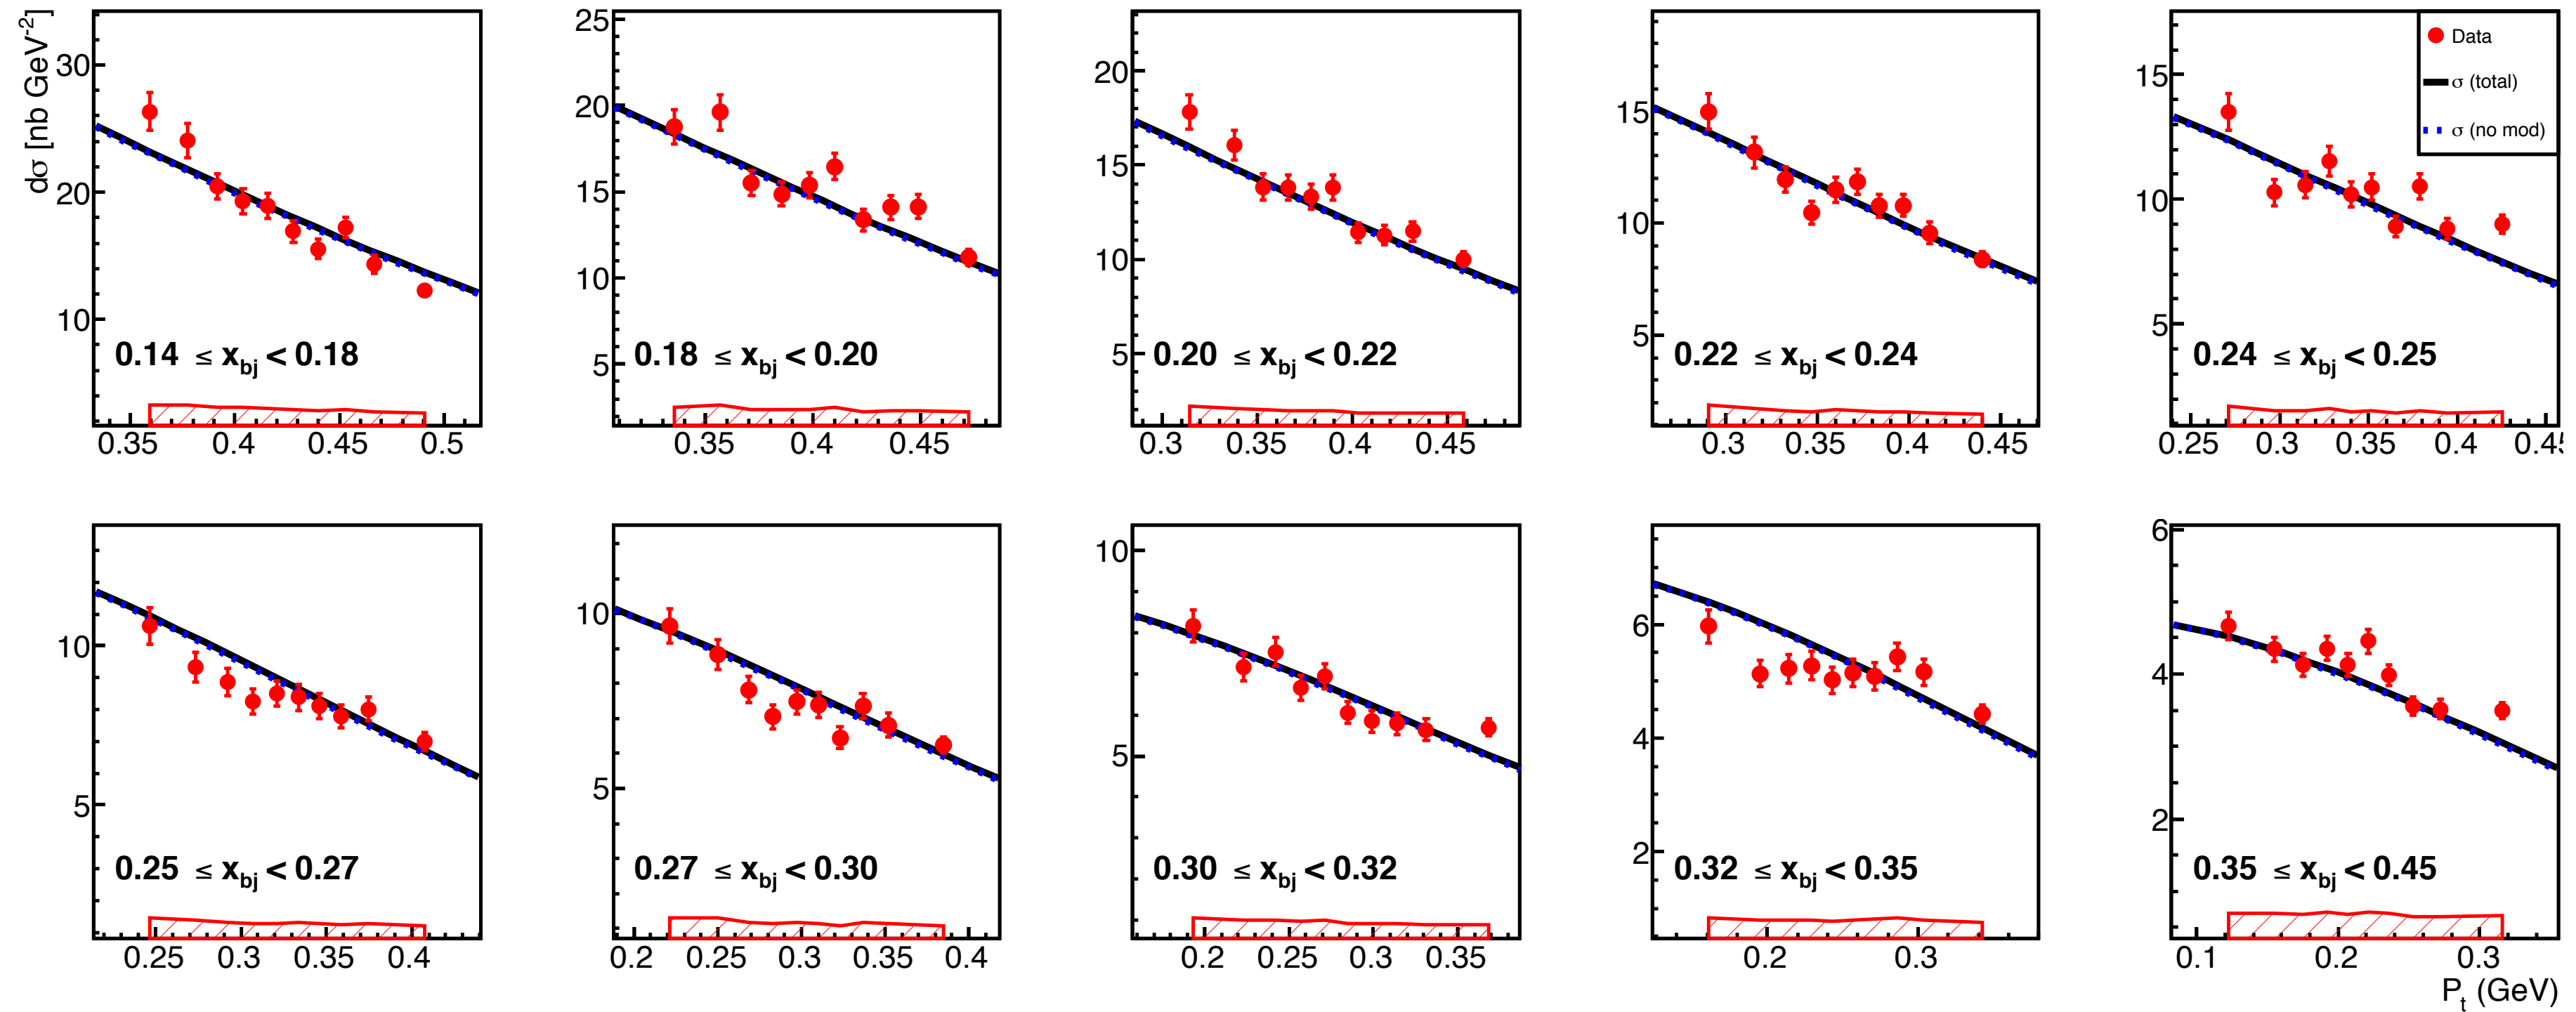 dσ [nb GeV⁻²]
30
20
10
0.14 ≤ x_bj < 0.18
0.35 0.4 0.45 0.5
25
20
15
10
5
0.18 ≤ x_bj < 0.20
0.35 0.4 0.45
20
15
10
5
0.20 ≤ x_bj < 0.22
0.3 0.35 0.4 0.45
15
10
5
0.22 ≤ x_bj < 0.24
0.3 0.35 0.4 0.45
15
10
5
Data
σ (total)
σ (no mod)
0.24 ≤ x_bj < 0.25
0.25 0.3 0.35 0.4
10
5
0.25 ≤ x_bj < 0.27
0.25 0.3 0.35 0.4
10
5
0.27 ≤ x_bj < 0.30
0.2 0.25 0.3 0.35 0.4
10
5
0.30 ≤ x_bj < 0.32
0.2 0.25 0.3 0.35
6
4
2
0.32 ≤ x_bj < 0.35
0.2 0.3
6
4
2
0.35 ≤ x_bj < 0.45
0.1 0.2 0.3
P_t (GeV)